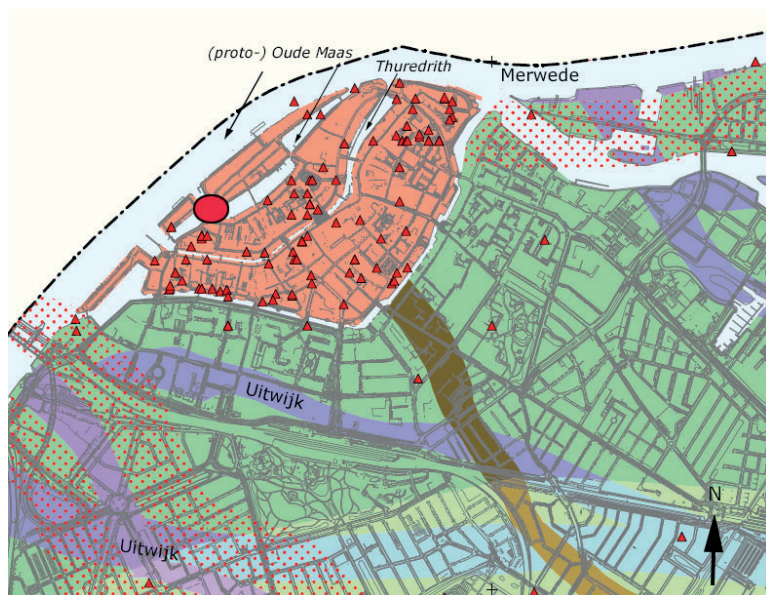 (proto-) Oude Maas
Thuredrith
Merwede
Uitwijk
Uitwijk
N